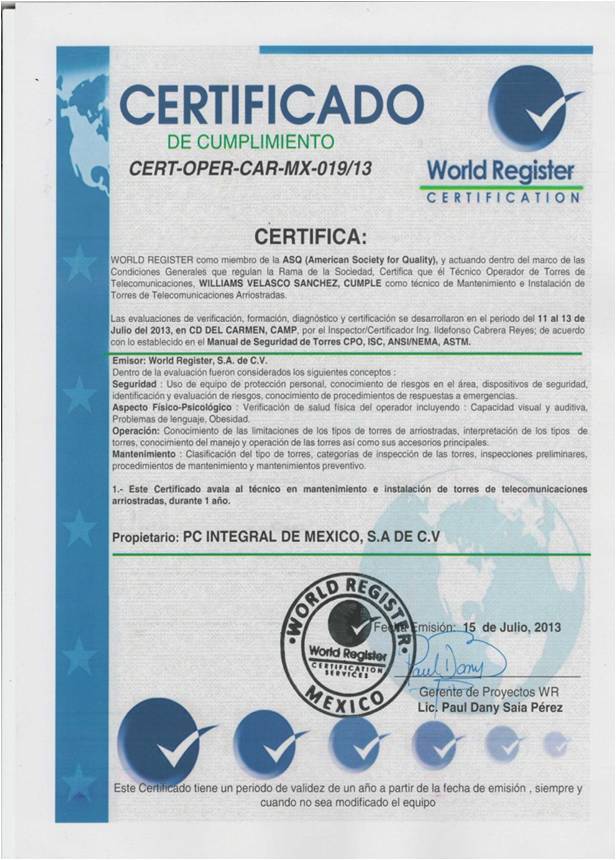 CERTIFICADO
DE CUMPLIMIENTO
CERT-OPER-CAR-MX-019/13
World Register
CERTIFICATION
CERTIFICA:
WORLD REGISTER como miembro de la ASQ (American Society for Quality), y actuando dentro del marco de las
Condiciones Generales que regulan la Rama de la Sociedad, Certifica que él Técnico Operador de Torres de
Telecomunicaciones, WILLIAMS VELASCO SANCHEZ, CUMPLE como técnico de Mantenimiento e Instalación de
Torres de Telecomunicaciones Arriostradas.
Las evaluaciones de verificación, formación, diagnóstico y certificación se desarrollaron en el periodo del 11 al 13 de
Julio del 2013, en CD DEL CARMEN, CAMP, por el Inspector/Certificador Ing. Ildefonso Cabrera Reyes; de acuerdo
con lo establecido en el Manual de Seguridad de Torres CPO, ISC, ANSI/NEMA, ASTM.
Emisor: World Register, S.A. de C.V.
Dentro de la evaluación fueron considerados los siguientes conceptos :
Seguridad : Uso de equipo de protección personal, conocimiento de riesgos en el área, dispositivos de seguridad,
identificación y evaluación de riesgos, conocimiento de procedimientos de respuestas a emergencias.
Aspecto Físico-Psicológico : Verificación de salud física del operador incluyendo : Capacidad visual y auditiva,
Problemas de lenguaje, Obesidad.
Operación: Conocimiento de las limitaciones de los tipos de torres de arriostradas, interpretación de los tipos de
torres, conocimiento del manejo y operación de las torres así como sus accesorios principales.
Mantenimiento : Clasificación del tipo de torres, categorías de inspección de las torres, inspecciones preliminares,
procedimientos de mantenimiento y mantenimientos preventivo.
1.- Este Certificado avala al técnico en mantenimiento e instalación de torres de telecomunicaciones
arriostradas, durante 1 año.
Propietario: PC INTEGRAL DE MEXICO, S.A DE C.V
WORLD REGISTER
World Register
CERTIFICATION
SERVICES
MEXICO
Fecha Emisión: 15 de Julio, 2013
Paul Dany
Gerente de Proyectos WR
Lic. Paul Dany Saia Pérez
Este Certificado tiene un periodo de validez de un año a partir de la fecha de emisión , siempre y
cuando no sea modificado el equipo